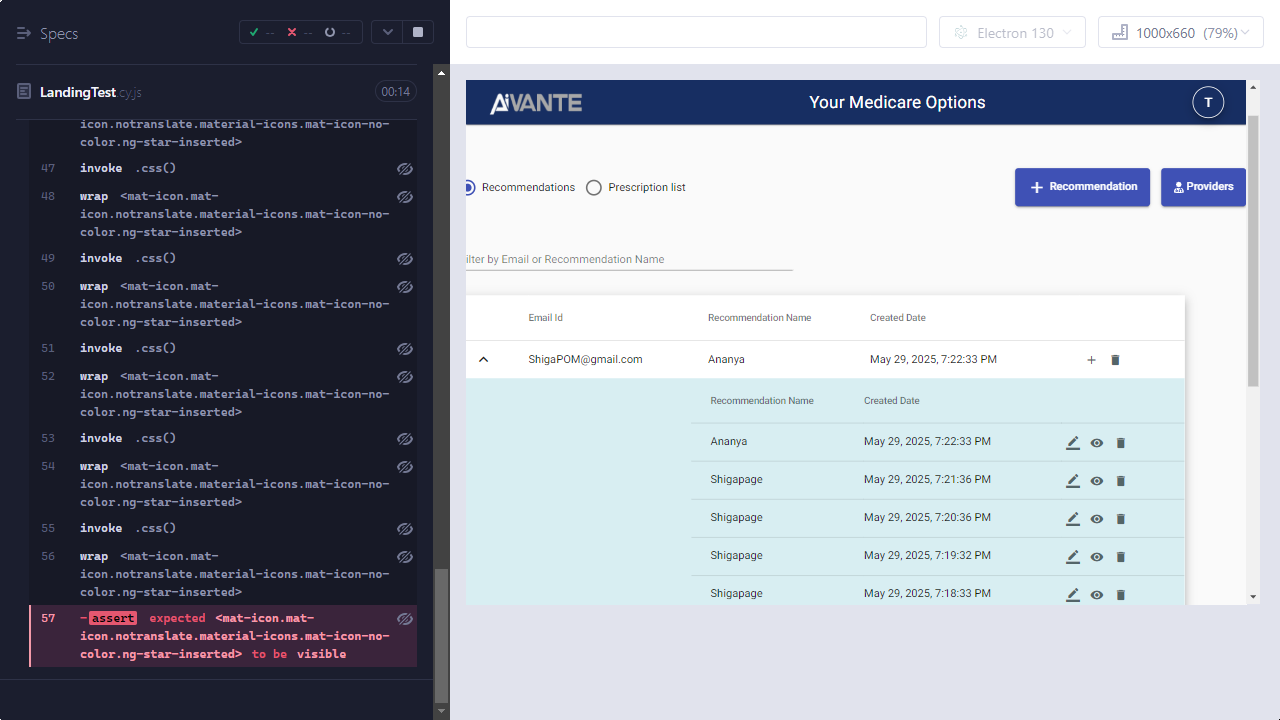 Specs
-- -- --
LandingTest.cy.js
00:14
icon.notranslate.material-icons.mat-icon-no-
color.ng-star-inserted>
47 invoke .css()
48 wrap <mat-icon.mat-
icon.notranslate.material-icons.mat-icon-no-
color.ng-star-inserted>
49 invoke .css()
50 wrap <mat-icon.mat-
icon.notranslate.material-icons.mat-icon-no-
color.ng-star-inserted>
51 invoke .css()
52 wrap <mat-icon.mat-
icon.notranslate.material-icons.mat-icon-no-
color.ng-star-inserted>
53 invoke .css()
54 wrap <mat-icon.mat-
icon.notranslate.material-icons.mat-icon-no-
color.ng-star-inserted>
55 invoke .css()
56 wrap <mat-icon.mat-
icon.notranslate.material-icons.mat-icon-no-
color.ng-star-inserted>
57 -assert expected <mat-icon.mat-
icon.notranslate.material-icons.mat-icon-no-
color.ng-star-inserted> to be visible
Electron 130
1000x660 (79%)
AiVANTE
Your Medicare Options
T
Recommendations Prescription list
+ Recommendation
Providers
ilter by Email or Recommendation Name
Email Id Recommendation Name Created Date
ShigaPOM@gmail.com Ananya May 29, 2025, 7:22:33 PM +
Recommendation Name Created Date
Ananya May 29, 2025, 7:22:33 PM
Shigapage May 29, 2025, 7:21:36 PM
Shigapage May 29, 2025, 7:20:36 PM
Shigapage May 29, 2025, 7:19:32 PM
Shigapage May 29, 2025, 7:18:33 PM